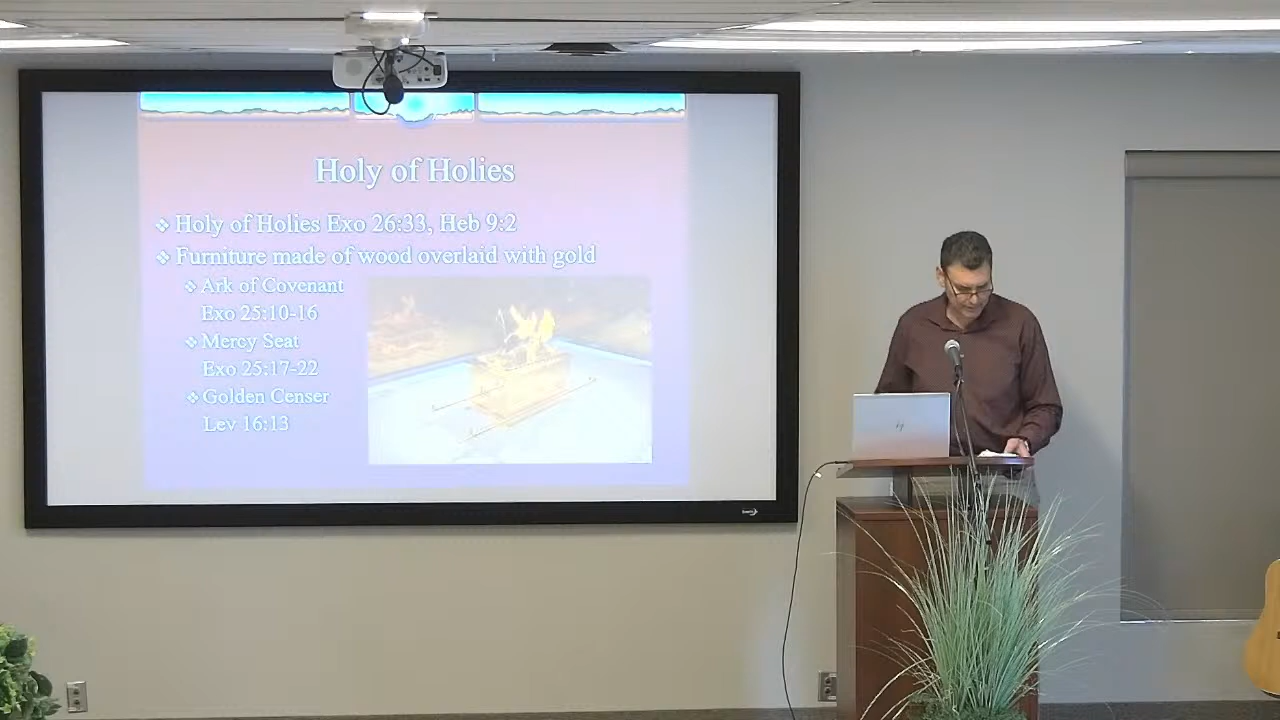 Holy of Holies
Holy of Holies Exo 26:33, Heb 9:2
Furniture made of wood overlaid with gold
Ark of Covenant
Exo 25:10-16
Mercy Seat
Exo 25:17-22
Golden Censer
Lev 16:13
hp